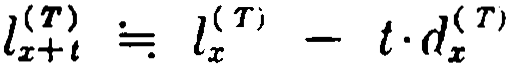 l_{x+t}^{(T)} ≒ l_x^{(T)} − t·d_x^{(T)}